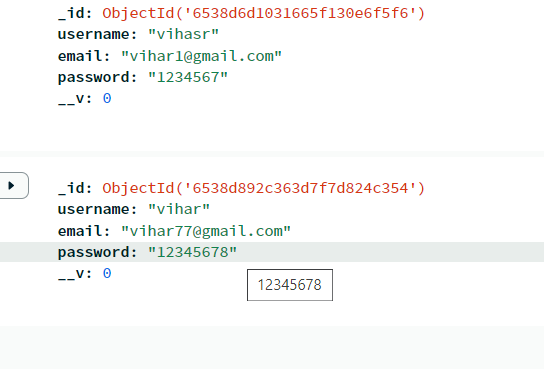 _id: ObjectId('6538d6d1031665f130e6f5f6')
username: "vihasr"
email: "vihar1@gmail.com"
password: "1234567"
__v: 0
_id: ObjectId('6538d892c363d7f7d824c354')
username: "vihar"
email: "vihar77@gmail.com"
password: "12345678"
__v: 0
12345678